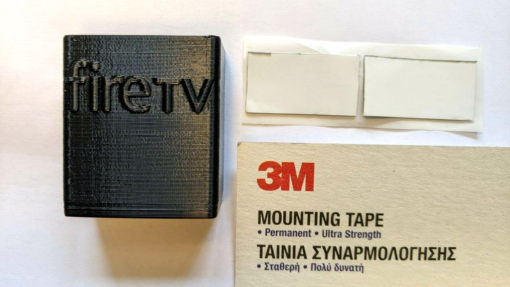 firetv
3M
MOUNTING TAPE
• Permanent • Ultra Strength
ΤΑΙΝΙΑ ΣΥΝΑΡΜΟΛΟΓΗΣΗΣ
• Σταθερή • Πολύ δυνατή